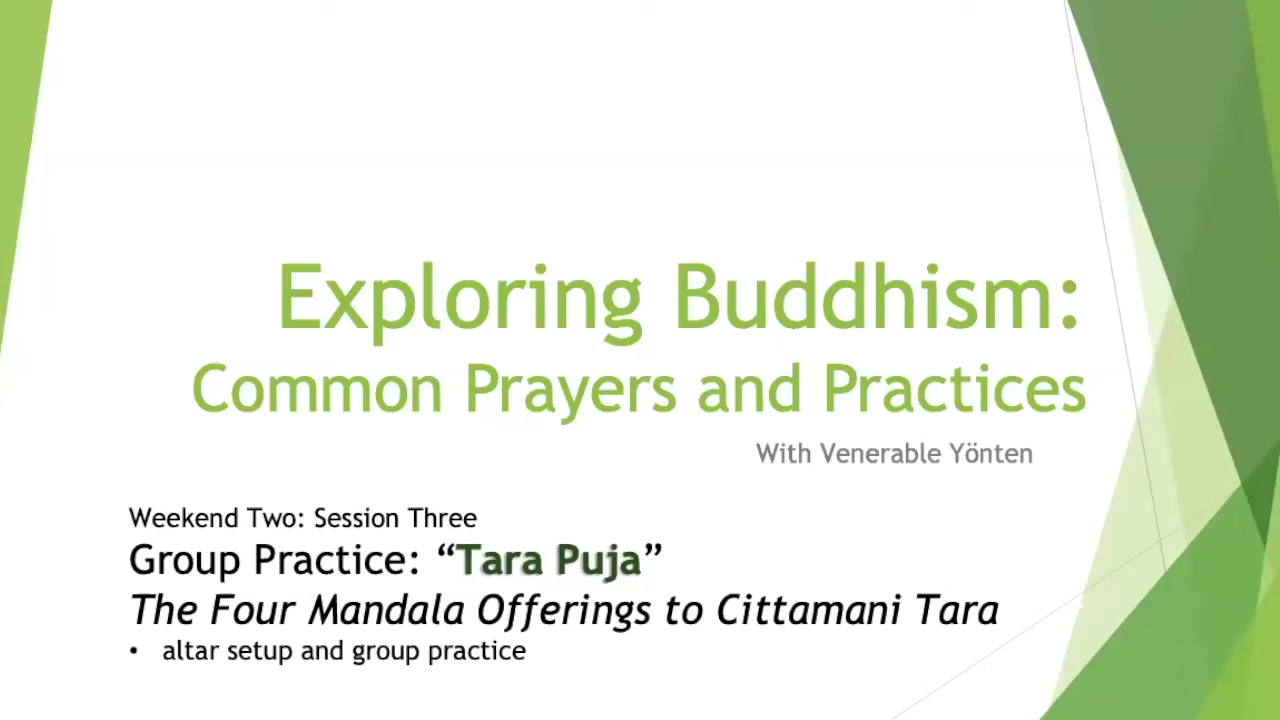 Exploring Buddhism:
Common Prayers and Practices
With Venerable Yönten
Weekend Two: Session Three
Group Practice: “Tara Puja”
The Four Mandala Offerings to Cittamani Tara
• altar setup and group practice